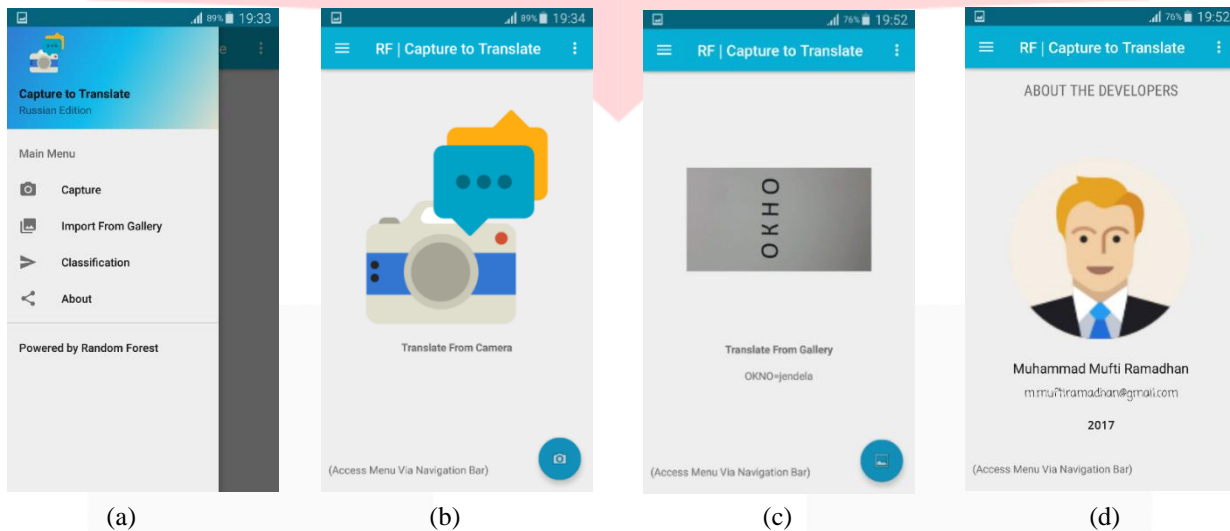 89% 19:33
e
Capture to Translate
Russian Edition
Main Menu
Capture
Import From Gallery
Classification
About
Powered by Random Forest
(a)
89% 19:34
RF | Capture to Translate
Translate From Camera
(Access Menu Via Navigation Bar)
(b)
76% 19:52
RF | Capture to Translate
ОКНО
Translate From Gallery
OKNO=jendela
(Access Menu Via Navigation Bar)
(c)
76% 19:52
RF | Capture to Translate
ABOUT THE DEVELOPERS
Muhammad Mufti Ramadhan
m.muftiramadhan@gmail.com
2017
(Access Menu Via Navigation Bar)
(d)